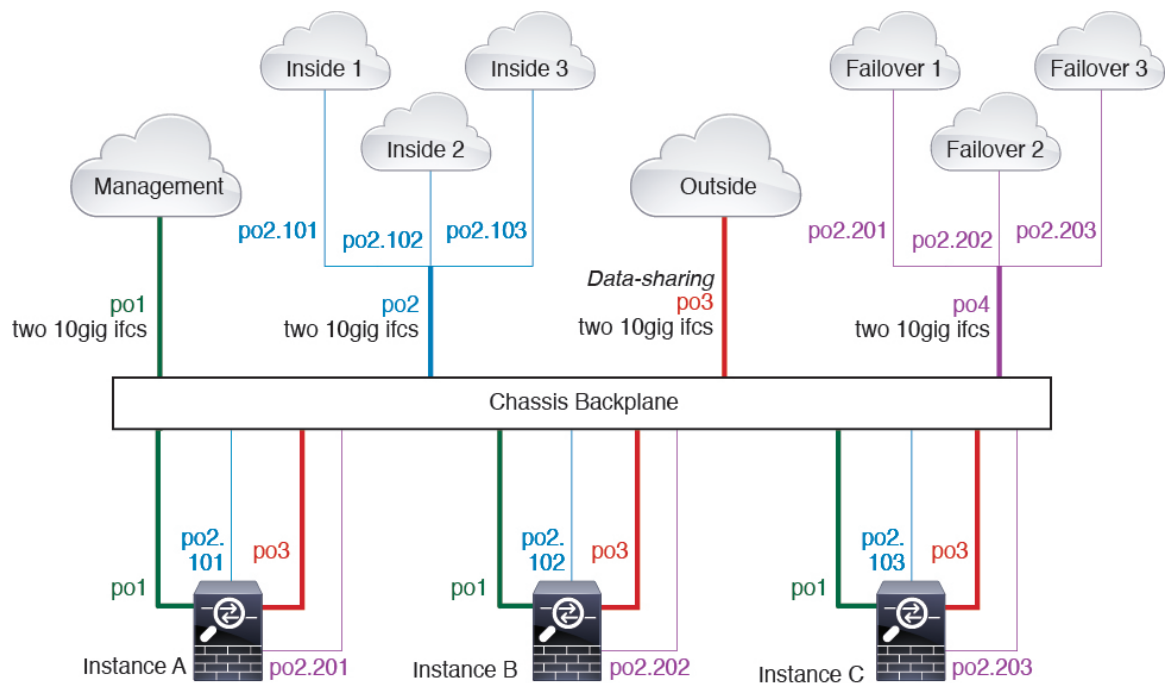 Inside 1
Inside 3
Failover 1
Failover 3
Inside 2
Failover 2
Management
Outside
po2.101
po2.102
po2.103
po2.201
po2.202
po2.203
Data-sharing
po1
two 10gig ifcs
po2
two 10gig ifcs
po3
two 10gig ifcs
po4
two 10gig ifcs
Chassis Backplane
po1
po2.
101
po3
Instance A
po2.201
po1
po2.
102
po3
Instance B
po2.202
po1
po2.
103
po3
Instance C
po2.203